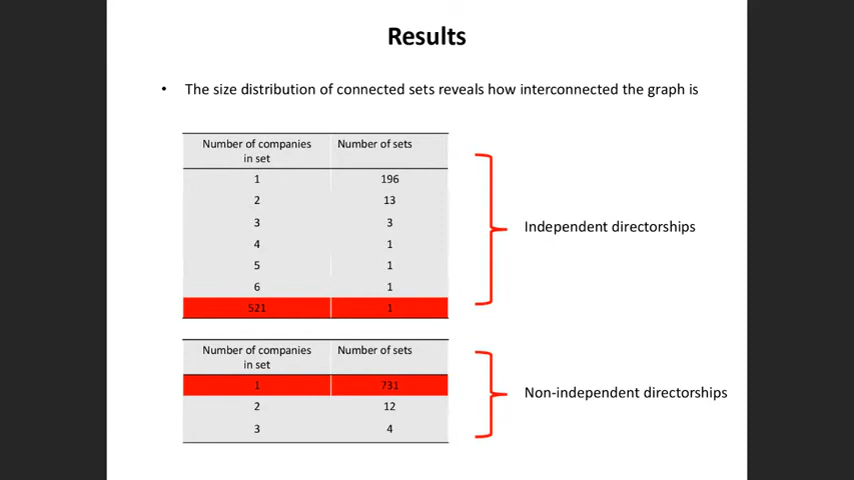 Results
• The size distribution of connected sets reveals how interconnected the graph is
Number of companies in set Number of sets
1 196
2 13
3 3
4 1
5 1
6 1
521 1
Independent directorships
Number of companies in set Number of sets
1 731
2 12
3 4
Non-independent directorships